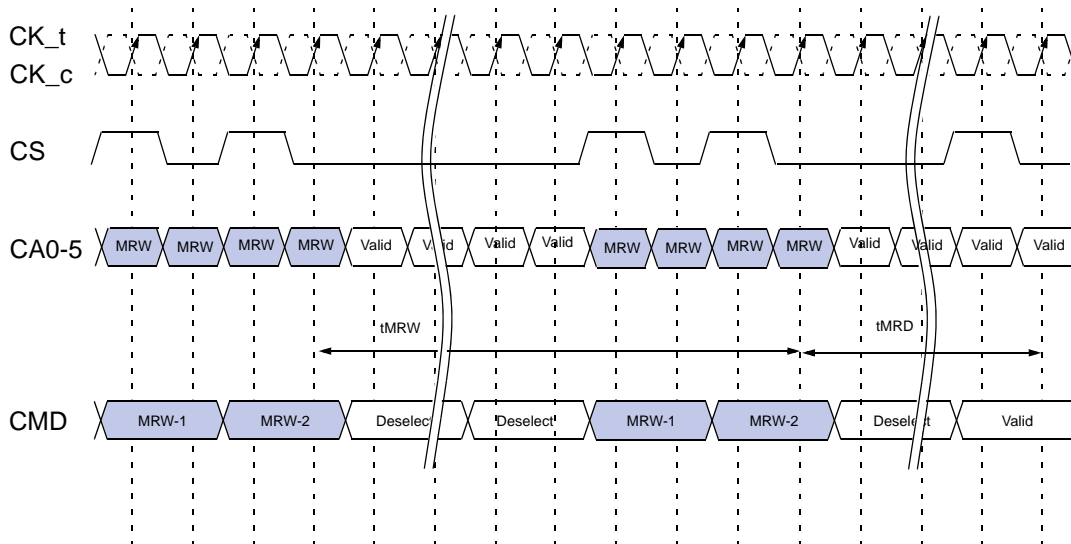 CK_t
CK_c
CS
CA0-5 MRW MRW MRW MRW Valid Valid Valid Valid MRW MRW MRW MRW Valid Valid Valid Valid
tMRW tMRD
CMD MRW-1 MRW-2 Deselect Deselect MRW-1 MRW-2 Deselect Valid